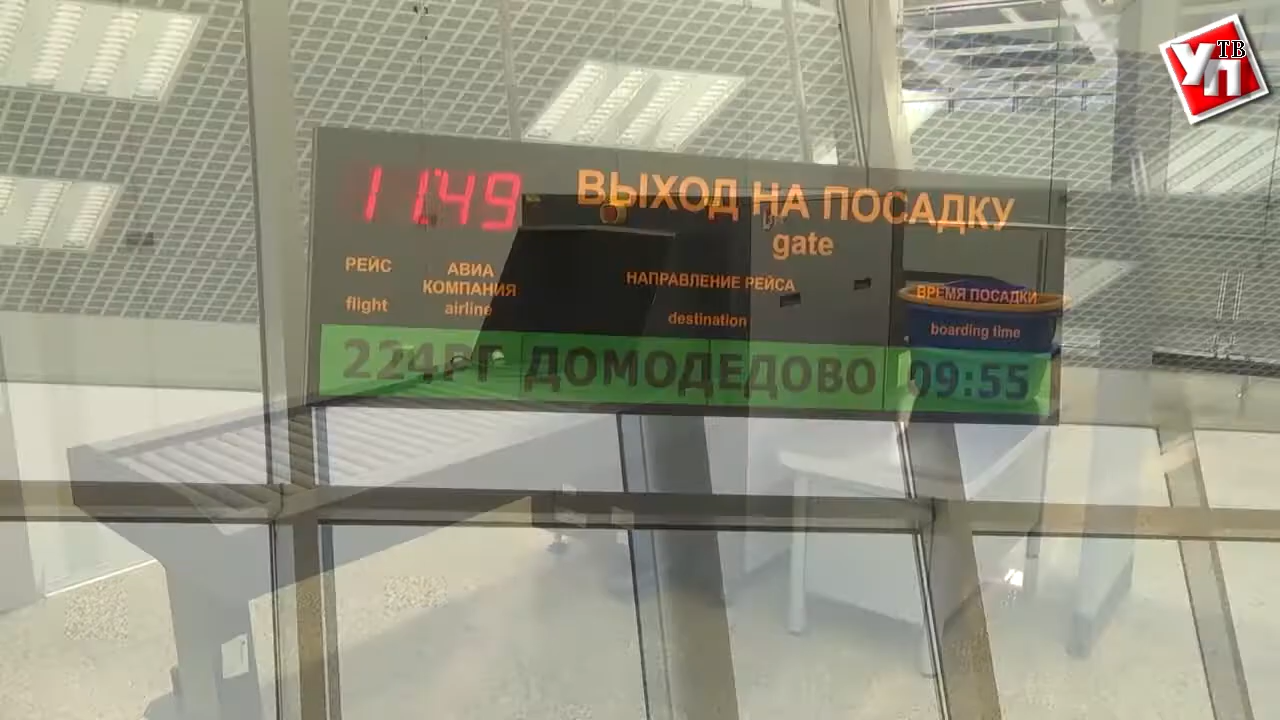 УП ТВ
11:49 ВЫХОД НА ПОСАДКУ
gate
РЕЙС АВИА КОМПАНИЯ НАПРАВЛЕНИЕ РЕЙСА ВРЕМЯ ПОСАДКИ
flight airline destination boarding time
224РГ ДОМОДЕДОВО 09:55